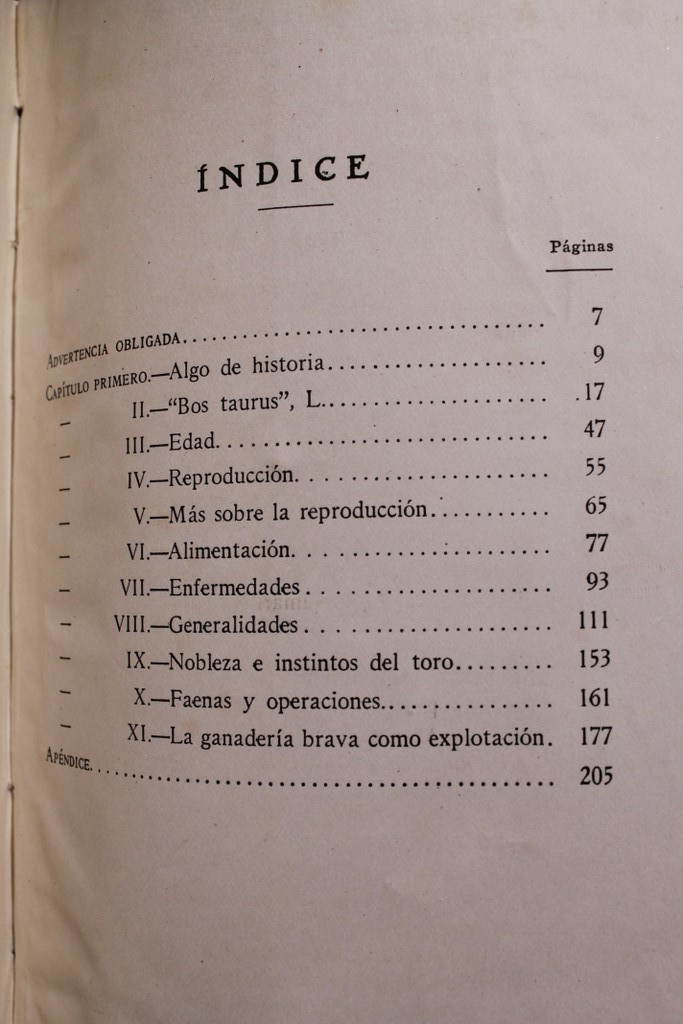 ÍNDICE
Páginas
ADVERTENCIA OBLIGADA........................................ 7
CAPÍTULO PRIMERO.—Algo de historia.................... 9
— II.—“Bos taurus”, L.................... 17
— III.—Edad............................... 47
— IV.—Reproducción....................... 55
— V.—Más sobre la reproducción........... 65
— VI.—Alimentación....................... 77
— VII.—Enfermedades...................... 93
— VIII.—Generalidades.................... 111
— IX.—Nobleza e instintos del toro......... 153
— X.—Faenas y operaciones................ 161
— XI.—La ganadería brava como explotación. 177
APÉNDICE................................................. 205